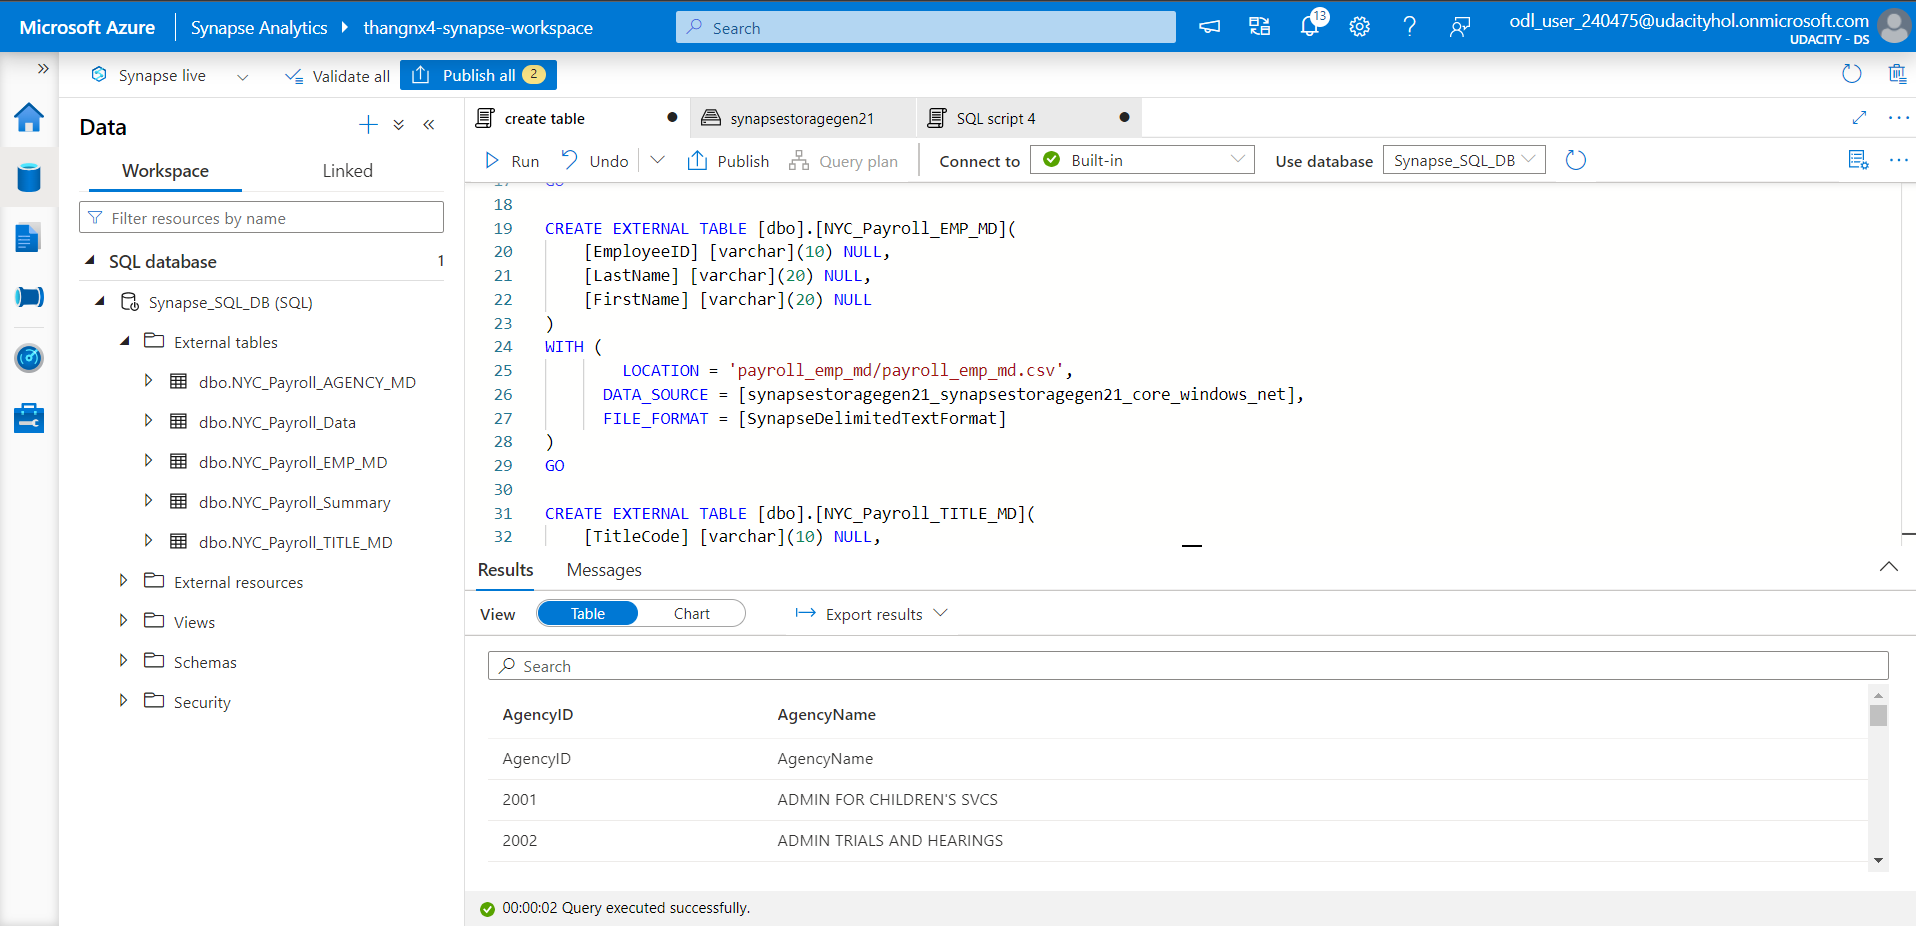 Microsoft Azure
Synapse Analytics
thangnx4-synapse-workspace
Search
13
odl_user_240475@udacityhol.onmicrosoft.com
UDACITY - DS
Synapse live
Validate all
Publish all 2
Data
Workspace
Linked
Filter resources by name
SQL database 1
Synapse_SQL_DB (SQL)
External tables
dbo.NYC_Payroll_AGENCY_MD
dbo.NYC_Payroll_Data
dbo.NYC_Payroll_EMP_MD
dbo.NYC_Payroll_Summary
dbo.NYC_Payroll_TITLE_MD
External resources
Views
Schemas
Security
create table
synapsestoragegen21
SQL script 4
Run
Undo
Publish
Query plan
Connect to
Built-in
Use database
Synapse_SQL_DB
17 GO
18
19 CREATE EXTERNAL TABLE [dbo].[NYC_Payroll_EMP_MD](
20 [EmployeeID] [varchar](10) NULL,
21 [LastName] [varchar](20) NULL,
22 [FirstName] [varchar](20) NULL
23 )
24 WITH (
25 LOCATION = 'payroll_emp_md/payroll_emp_md.csv',
26 DATA_SOURCE = [synapsestoragegen21_synapsestoragegen21_core_windows_net],
27 FILE_FORMAT = [SynapseDelimitedTextFormat]
28 )
29 GO
30
31 CREATE EXTERNAL TABLE [dbo].[NYC_Payroll_TITLE_MD](
32 [TitleCode] [varchar](10) NULL,
Results
Messages
View
Table
Chart
Export results
Search
AgencyID AgencyName
AgencyID AgencyName
2001 ADMIN FOR CHILDREN'S SVCS
2002 ADMIN TRIALS AND HEARINGS
00:00:02 Query executed successfully.